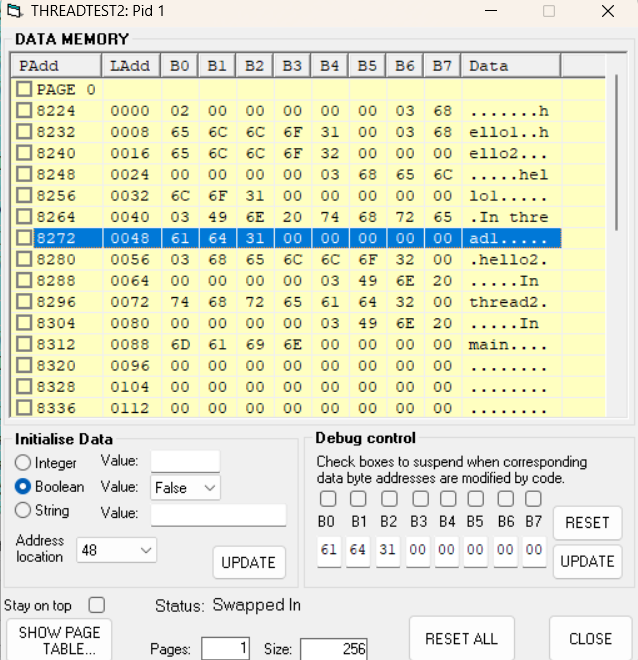 THREADTEST2: Pid 1
DATA MEMORY
PAdd LAdd B0 B1 B2 B3 B4 B5 B6 B7 Data
PAGE 0
8224 0000 02 00 00 00 00 00 03 68 .......h
8232 0008 65 6C 6C 6F 31 00 03 68 ello1..h
8240 0016 65 6C 6C 6F 32 00 00 00 ello2...
8248 0024 00 00 00 00 03 68 65 6C .....hel
8256 0032 6C 6F 31 00 00 00 00 00 lo1.....
8264 0040 03 49 6E 20 74 68 72 65 .In thre
8272 0048 61 64 31 00 00 00 00 00 ad1.....
8280 0056 03 68 65 6C 6C 6F 32 00 .hello2.
8288 0064 00 00 00 00 03 49 6E 20 .....In
8296 0072 74 68 72 65 61 64 32 00 thread2.
8304 0080 00 00 00 00 03 49 6E 20 .....In
8312 0088 6D 61 69 6E 00 00 00 00 main....
8320 0096 00 00 00 00 00 00 00 00 ........
8328 0104 00 00 00 00 00 00 00 00 ........
8336 0112 00 00 00 00 00 00 00 00 ........
Initialise Data
Integer Value:
Boolean Value: False
String Value:
Address location 48
UPDATE
Debug control
Check boxes to suspend when corresponding
data byte addresses are modified by code.
B0 B1 B2 B3 B4 B5 B6 B7
61 64 31 00 00 00 00 00
RESET
UPDATE
Stay on top
Status: Swapped In
SHOW PAGE
TABLE...
Pages: 1 Size: 256
RESET ALL
CLOSE